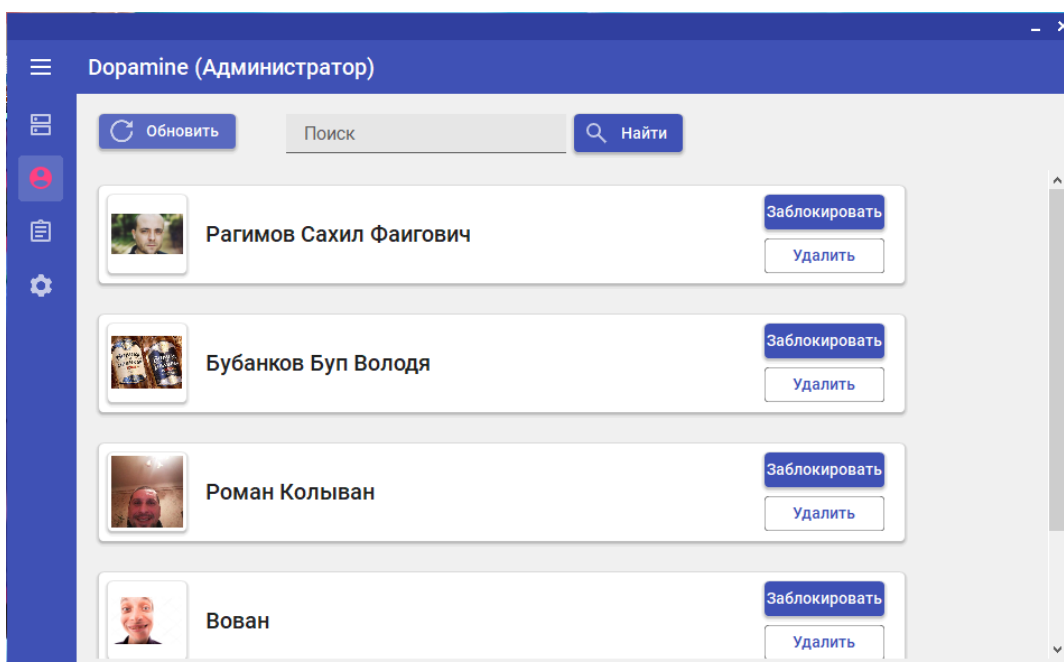 Dopamine (Администратор)
Обновить
Поиск
Найти
Рагимов Сахил Фаигович
Заблокировать
Удалить
Бубанков Буп Володя
Заблокировать
Удалить
Роман Колыван
Заблокировать
Удалить
Вован
Заблокировать
Удалить